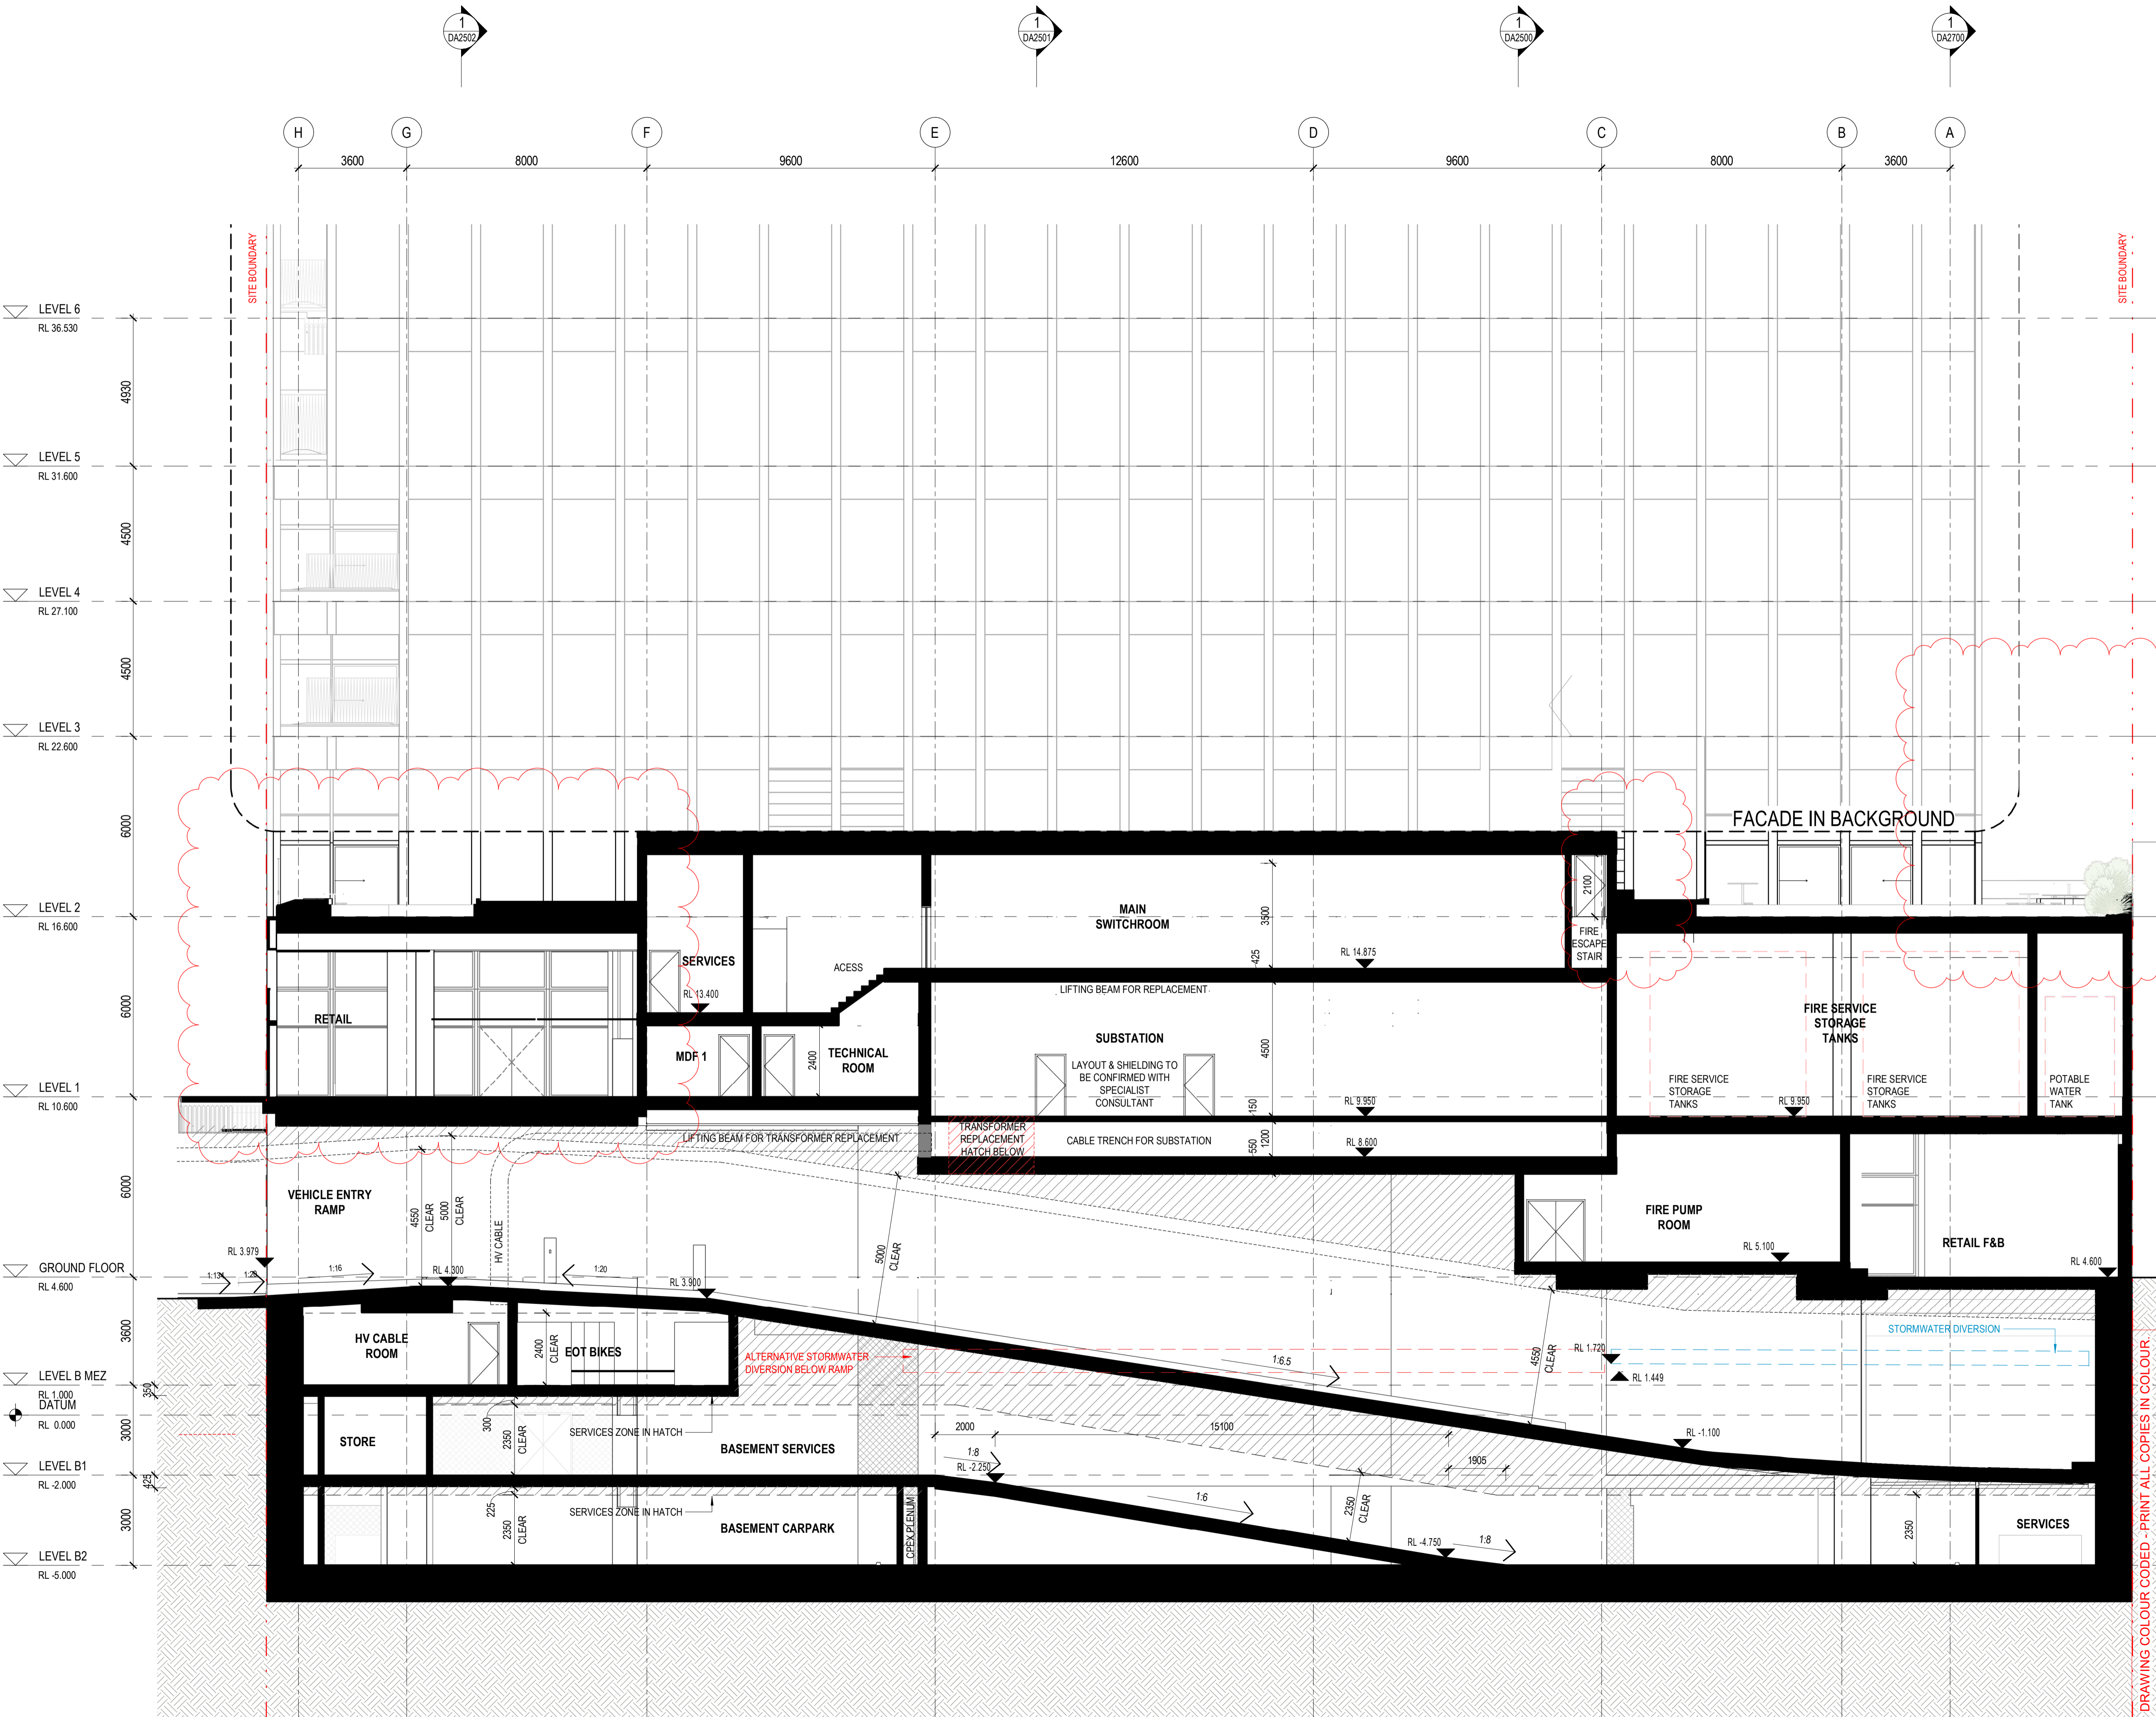 1
DA2502
1
DA2501
1
DA2500
1
DA2700
H
G
F
E
D
C
B
A
3600
8000
9600
12600
9600
8000
3600
SITE BOUNDARY
SITE BOUNDARY
LEVEL 6
RL 36.530
4930
LEVEL 5
RL 31.600
4500
LEVEL 4
RL 27.100
4500
LEVEL 3
RL 22.600
6000
FACADE IN BACKGROUND
LEVEL 2
RL 16.600
6000
MAIN
SWITCHROOM
3500
425
RL 14.875
2100
FIRE
ESCAPE
STAIR
SERVICES
RL 13.400
ACESS
RETAIL
LIFTING BEAM FOR REPLACEMENT
SUBSTATION
4500
LAYOUT & SHIELDING TO
BE CONFIRMED WITH
SPECIALIST
CONSULTANT
MDF 1
2400
TECHNICAL
ROOM
FIRE SERVICE
STORAGE
TANKS
FIRE SERVICE
STORAGE
TANKS
FIRE SERVICE
STORAGE
TANKS
POTABLE
WATER
TANK
RL 9.950
RL 9.950
150
LEVEL 1
RL 10.600
6000
LIFTING BEAM FOR TRANSFORMER REPLACEMENT
TRANSFORMER
REPLACEMENT
HATCH BELOW
CABLE TRENCH FOR SUBSTATION
1200
550
RL 8.600
VEHICLE ENTRY
RAMP
4550
CLEAR
5000
CLEAR
HV CABLE
5000
CLEAR
FIRE PUMP
ROOM
RL 5.100
RETAIL F&B
RL 4.600
RL 3.979
GROUND FLOOR
RL 4.600
1:134
1:20
1:16
RL 4.300
1:20
RL 3.900
3600
HV CABLE
ROOM
2400
CLEAR
EOT BIKES
ALTERNATIVE STORMWATER
DIVERSION BELOW RAMP
1:6.5
4550
CLEAR
RL 1.720
RL 1.449
STORMWATER DIVERSION
LEVEL B MEZ
RL 1.000
350
DATUM
RL 0.000
3000
STORE
300
2350
CLEAR
SERVICES ZONE IN HATCH
BASEMENT SERVICES
2000
15100
1:8
RL -2.250
1905
RL -1.100
LEVEL B1
RL -2.000
425
3000
225
2350
CLEAR
SERVICES ZONE IN HATCH
BASEMENT CARPARK
CPEX PLENUM
1:6
2350
CLEAR
RL -4.750
1:8
2350
SERVICES
LEVEL B2
RL -5.000
DRAWING COLOUR CODED - PRINT ALL COPIES IN COLOUR.